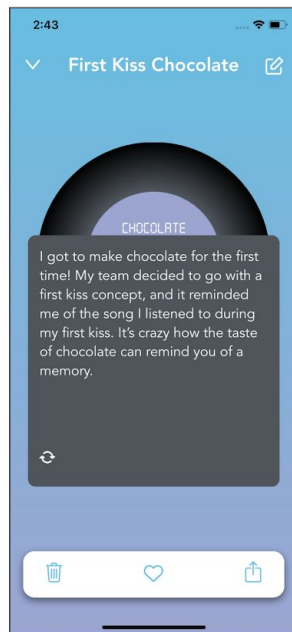 2:43
First Kiss Chocolate
CHOCOLATE
I got to make chocolate for the first
time! My team decided to go with a
first kiss concept, and it reminded
me of the song I listened to during
my first kiss. It's crazy how the taste
of chocolate can remind you of a
memory.